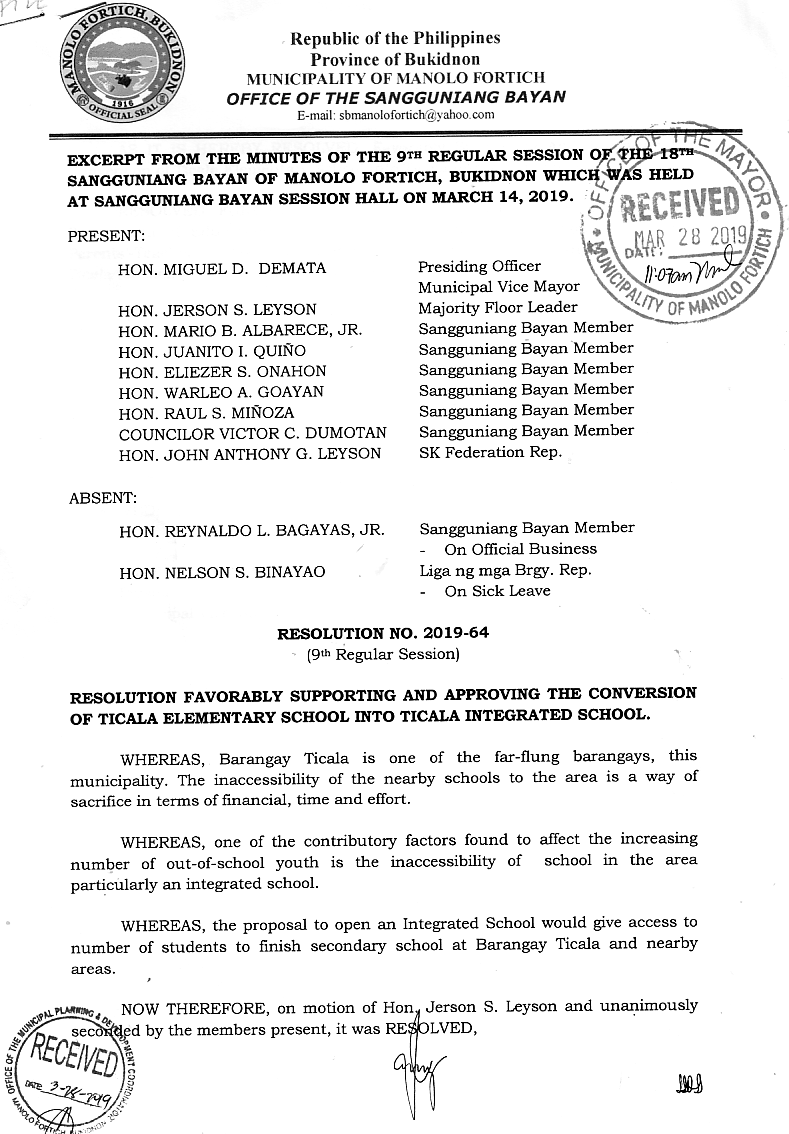 MANOLO FORTICH, BUKIDNON
1916
OFFICIAL SEAL
Republic of the Philippines
Province of Bukidnon
MUNICIPALITY OF MANOLO FORTICH
OFFICE OF THE SANGGUNIANG BAYAN
E-mail: sbmanolofortich@yahoo.com
EXCERPT FROM THE MINUTES OF THE 9TH REGULAR SESSION OF THE 18TH
SANGGUNIANG BAYAN OF MANOLO FORTICH, BUKIDNON WHICH WAS HELD
AT SANGGUNIANG BAYAN SESSION HALL ON MARCH 14, 2019.
OFFICE OF THE MAYOR
RECEIVED
MAR 28 2019
DATE:
11:07am
MUNICIPALITY OF MANOLO FORTICH
PRESENT:
HON. MIGUEL D. DEMATA Presiding Officer
Municipal Vice Mayor
HON. JERSON S. LEYSON Majority Floor Leader
HON. MARIO B. ALBARECE, JR. Sangguniang Bayan Member
HON. JUANITO I. QUIÑO Sangguniang Bayan Member
HON. ELIEZER S. ONAHON Sangguniang Bayan Member
HON. WARLEO A. GOAYAN Sangguniang Bayan Member
HON. RAUL S. MIÑOZA Sangguniang Bayan Member
COUNCILOR VICTOR C. DUMOTAN Sangguniang Bayan Member
HON. JOHN ANTHONY G. LEYSON SK Federation Rep.
ABSENT:
HON. REYNALDO L. BAGAYAS, JR. Sangguniang Bayan Member
- On Official Business
HON. NELSON S. BINAYAO Liga ng mga Brgy. Rep.
- On Sick Leave
RESOLUTION NO. 2019-64
(9th Regular Session)
RESOLUTION FAVORABLY SUPPORTING AND APPROVING THE CONVERSION
OF TICALA ELEMENTARY SCHOOL INTO TICALA INTEGRATED SCHOOL.
WHEREAS, Barangay Ticala is one of the far-flung barangays, this
municipality. The inaccessibility of the nearby schools to the area is a way of
sacrifice in terms of financial, time and effort.
WHEREAS, one of the contributory factors found to affect the increasing
number of out-of-school youth is the inaccessibility of school in the area
particularly an integrated school.
WHEREAS, the proposal to open an Integrated School would give access to
number of students to finish secondary school at Barangay Ticala and nearby
areas.
NOW THEREFORE, on motion of Hon. Jerson S. Leyson and unanimously
seconded by the members present, it was RESOLVED,
OFFICE OF THE MUNICIPAL PLANNING & DEVELOPMENT COORDINATOR
RECEIVED
DATE
MANOLO FORTICH, BUKIDNON